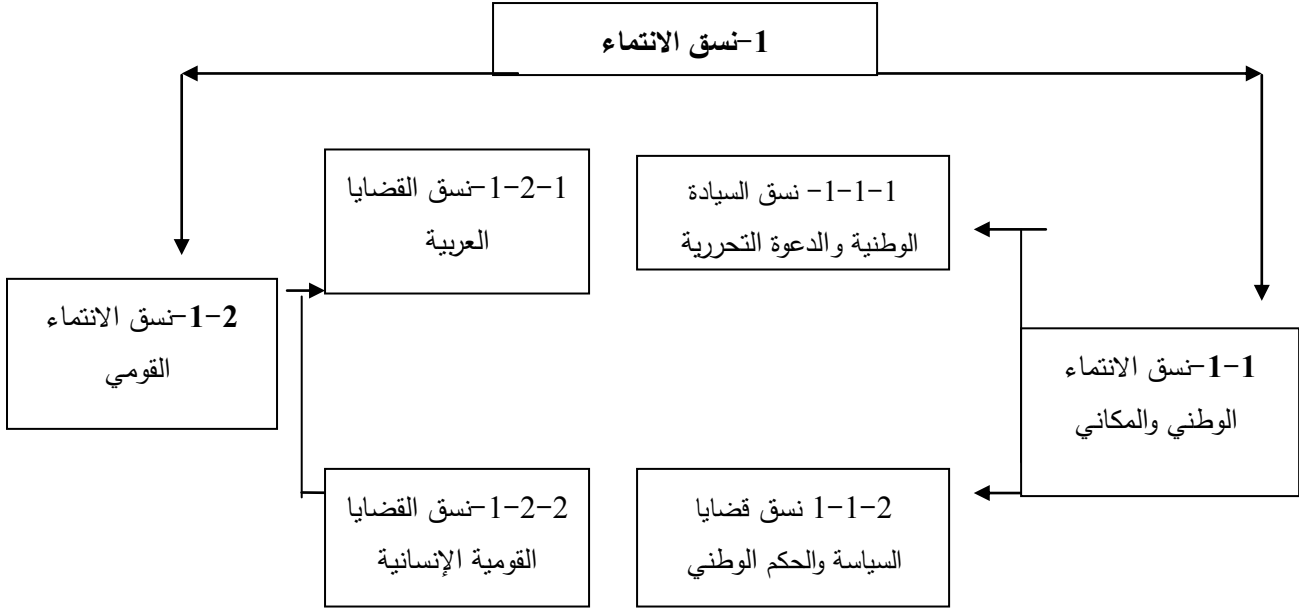 1-نسق الانتماء
1-1-1- نسق السيادة
الوطنية والدعوة التحررية
1-2-1-نسق القضايا
العربية
1-1-نسق الانتماء
الوطني والمكاني
1-2-نسق الانتماء
القومي
1-1-2 نسق قضايا
السياسة والحكم الوطني
1-2-2-نسق القضايا
القومية الإنسانية